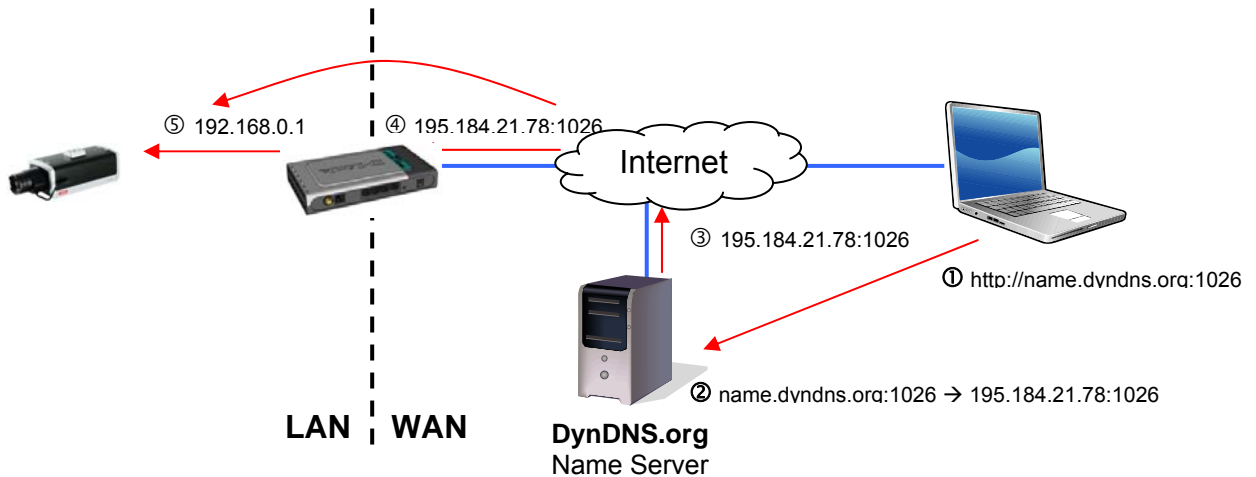 ⑤ 192.168.0.1
④ 195.184.21.78:1026
Internet
③ 195.184.21.78:1026
① http://name.dyndns.org:1026
② name.dyndns.org:1026 → 195.184.21.78:1026
LAN WAN
DynDNS.org
Name Server